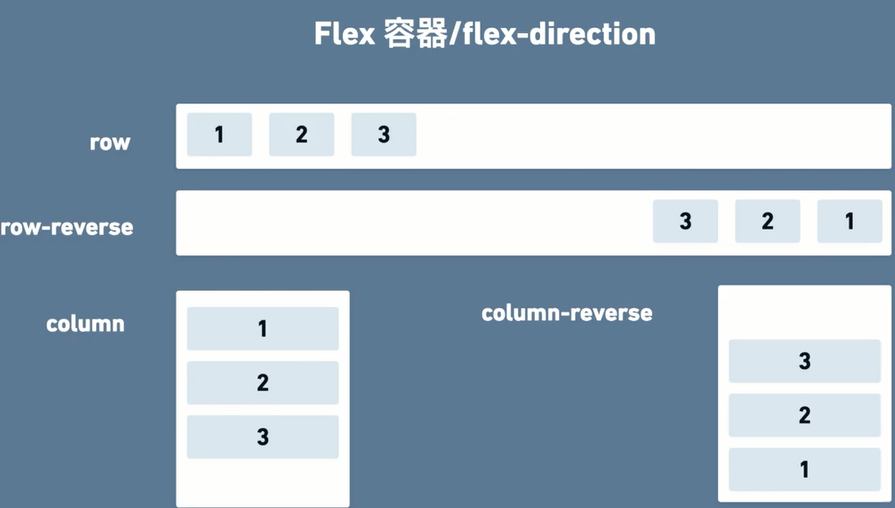 Flex 容器/flex-direction
row
1 2 3
row-reverse
3 2 1
column
1
2
3
column-reverse
3
2
1